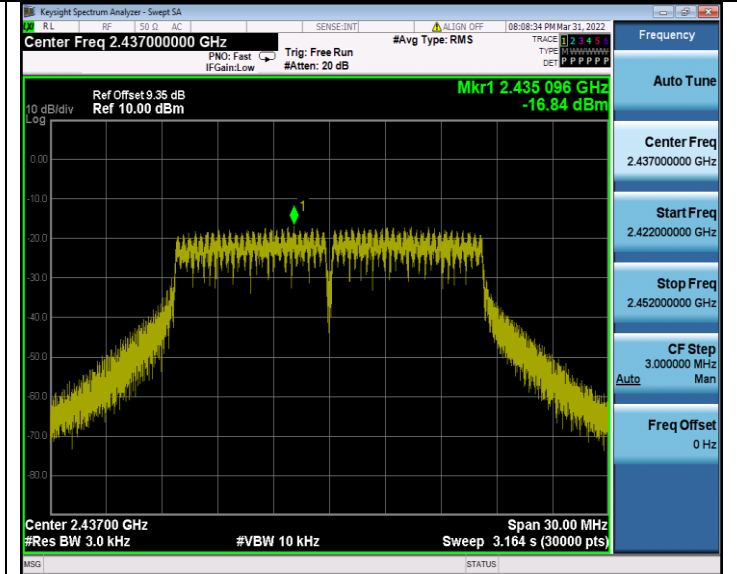 Keysight Spectrum Analyzer - Swept SA
RL RF 50 Ω AC SENSE:INT ALIGN OFF 08:08:34 PM Mar 31, 2022
Center Freq 2.437000000 GHz #Avg Type: RMS TRACE 1 2 3 4 5 6
PNO: Fast Trig: Free Run TYPE MWWWWW
IFGain:Low #Atten: 20 dB DET P P P P P P
Frequency
Auto Tune
Center Freq
2.437000000 GHz
Start Freq
2.422000000 GHz
Stop Freq
2.452000000 GHz
CF Step
3.000000 MHz
Auto Man
Freq Offset
0 Hz
Mkr1 2.435 096 GHz
-16.84 dBm
Ref Offset 9.35 dB
10 dB/div Ref 10.00 dBm
Log
0.00
-10.0
1
-20.0
-30.0
-40.0
-50.0
-60.0
-70.0
-80.0
Center 2.43700 GHz Span 30.00 MHz
#Res BW 3.0 kHz #VBW 10 kHz Sweep 3.164 s (30000 pts)
MSG STATUS